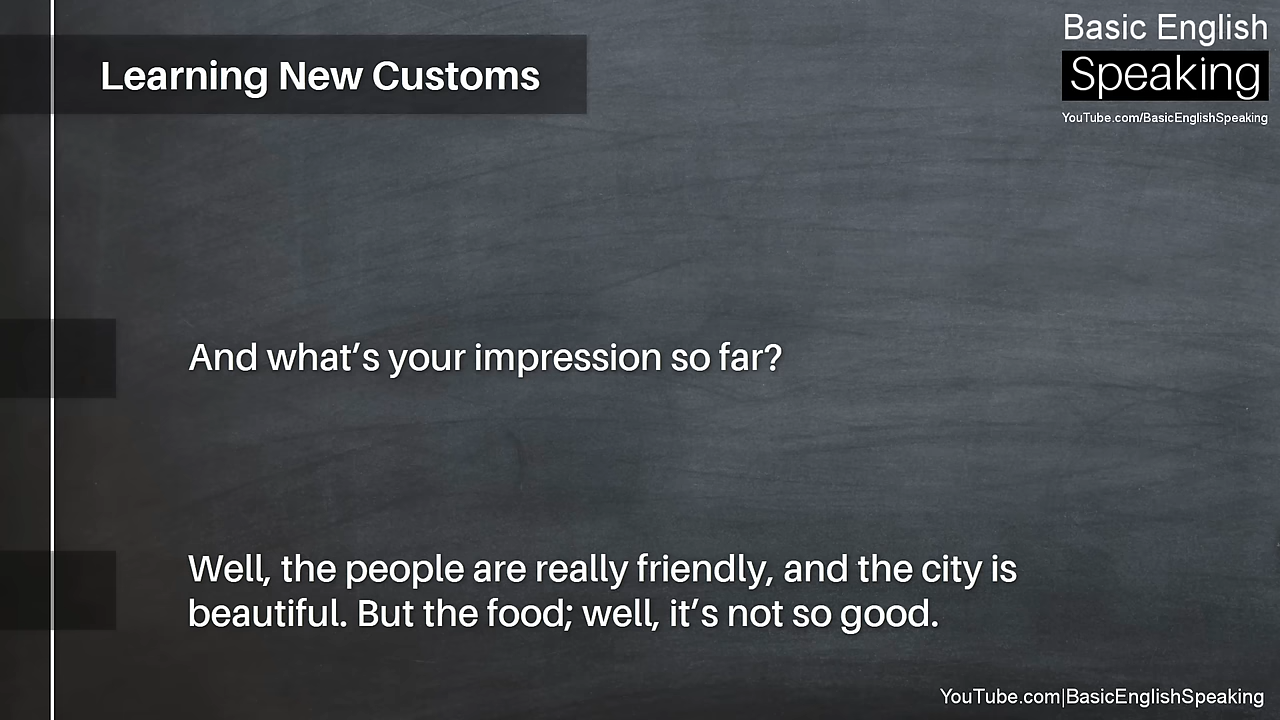 Basic English
Speaking
YouTube.com/BasicEnglishSpeaking
Learning New Customs
And what’s your impression so far?
Well, the people are really friendly, and the city is
beautiful. But the food; well, it’s not so good.
YouTube.com|BasicEnglishSpeaking